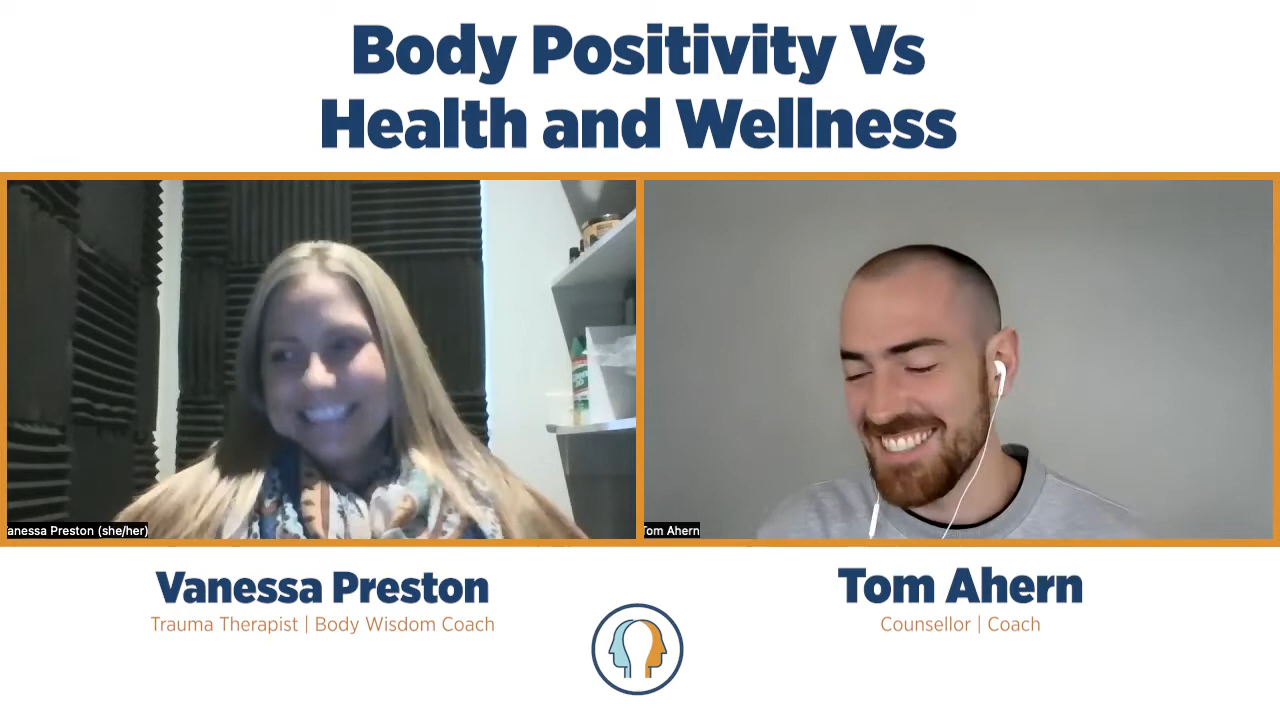 Body Positivity Vs
Health and Wellness
anessa Preston (she/her)
Tom Ahern
Vanessa Preston
Trauma Therapist | Body Wisdom Coach
Tom Ahern
Counsellor | Coach